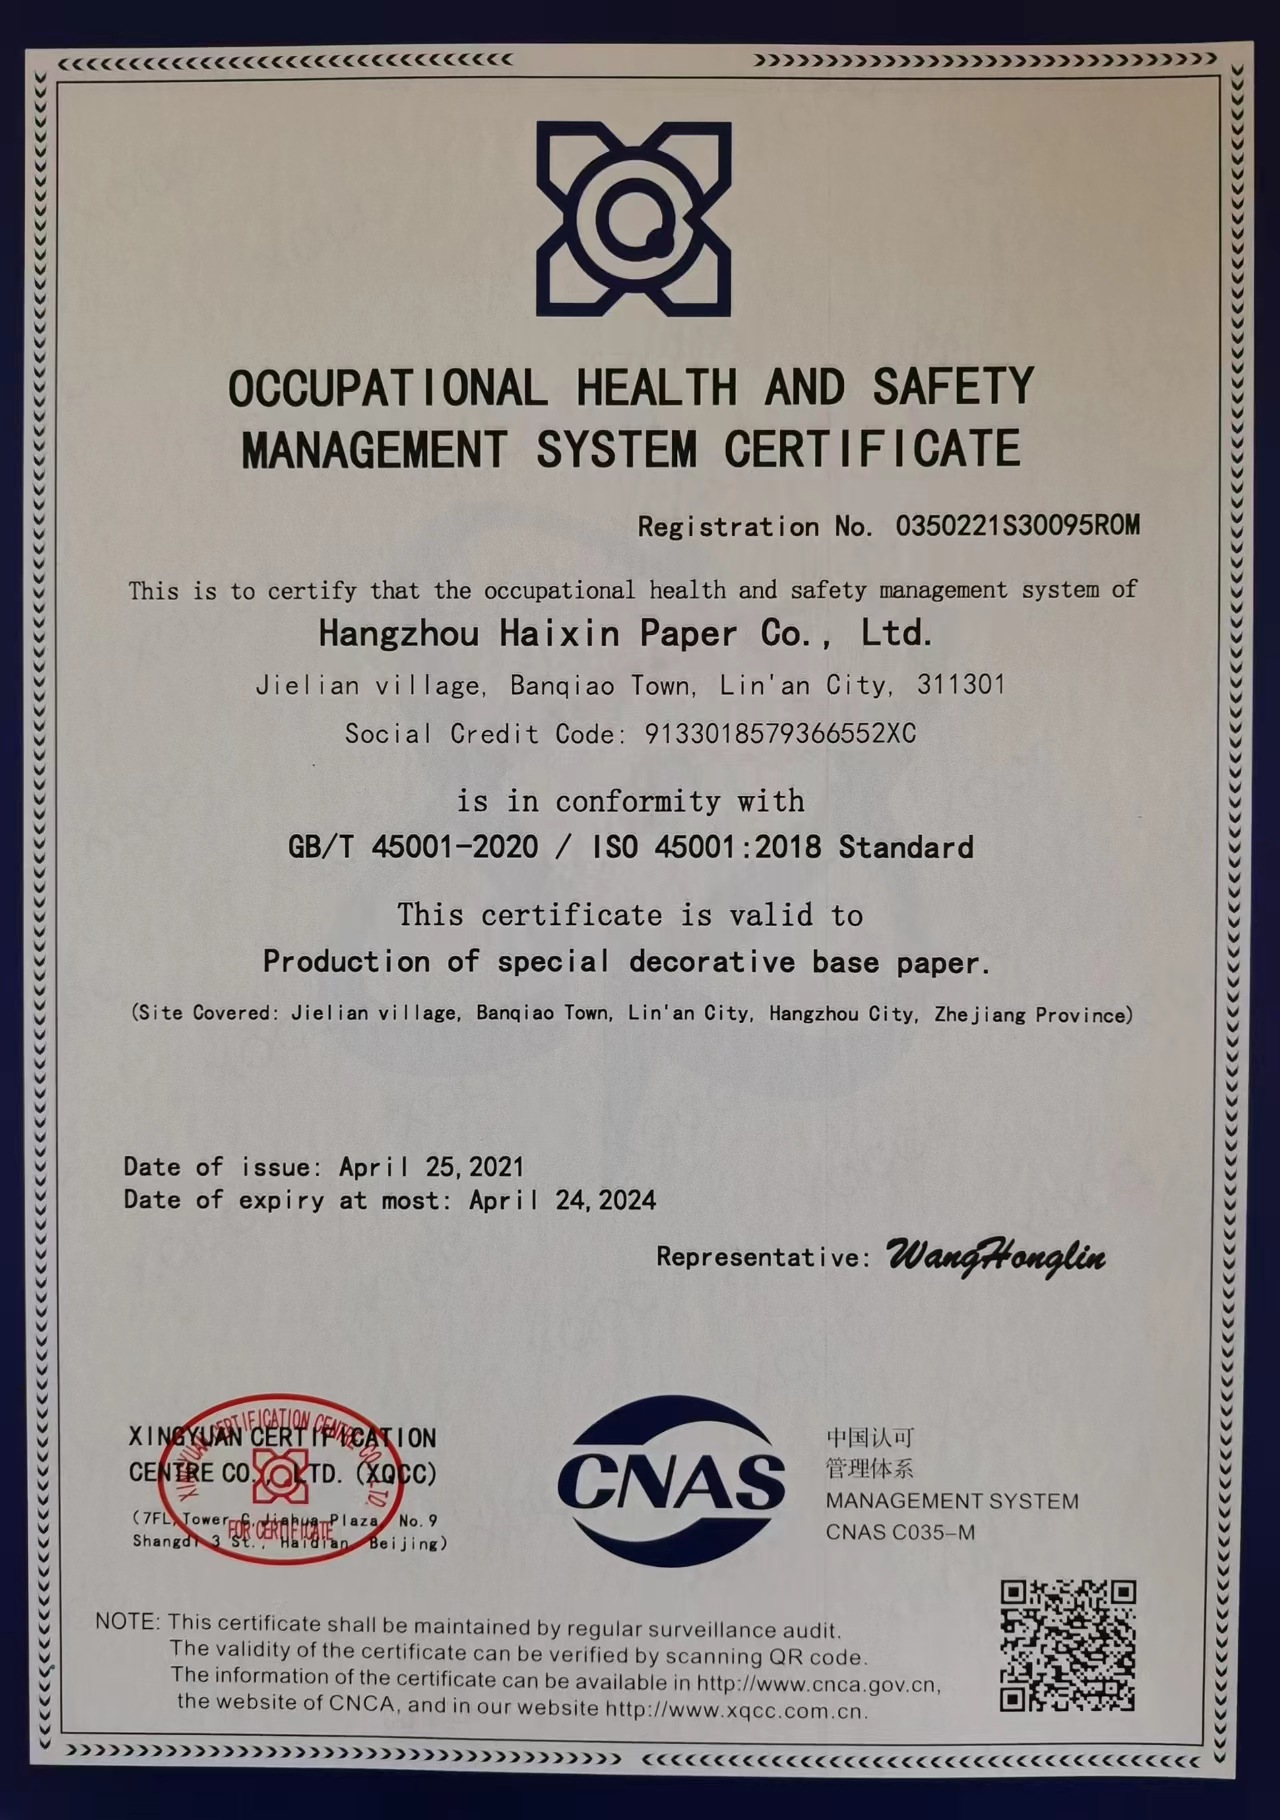 OCCUPATIONAL HEALTH AND SAFETY
MANAGEMENT SYSTEM CERTIFICATE
Registration No. 0350221S30095R0M
This is to certify that the occupational health and safety management system of
Hangzhou Haixin Paper Co., Ltd.
Jielian village, Banqiao Town, Lin'an City, 311301
Social Credit Code: 9133018579366552XC
is in conformity with
GB/T 45001-2020 / ISO 45001:2018 Standard
This certificate is valid to
Production of special decorative base paper.
(Site Covered: Jielian village, Banqiao Town, Lin'an City, Hangzhou City, Zhejiang Province)
Date of issue: April 25,2021
Date of expiry at most: April 24,2024
Representative: WangHonglin
XINGYUAN CERTIFICATION
CENTRE CO., LTD. (XQCC)
(7FL,Tower C,Jiahua Plaza, No.9
Shangdi 3 St., Haidian, Beijing)
XINGYUAN CERTIFICATION CENTRE CO., LTD.
FOR CERTIFICATE
CNAS
中国认可
管理体系
MANAGEMENT SYSTEM
CNAS C035-M
NOTE: This certificate shall be maintained by regular surveillance audit.
The validity of the certificate can be verified by scanning QR code.
The information of the certificate can be available in http://www.cnca.gov.cn,
the website of CNCA, and in our website http://www.xqcc.com.cn.